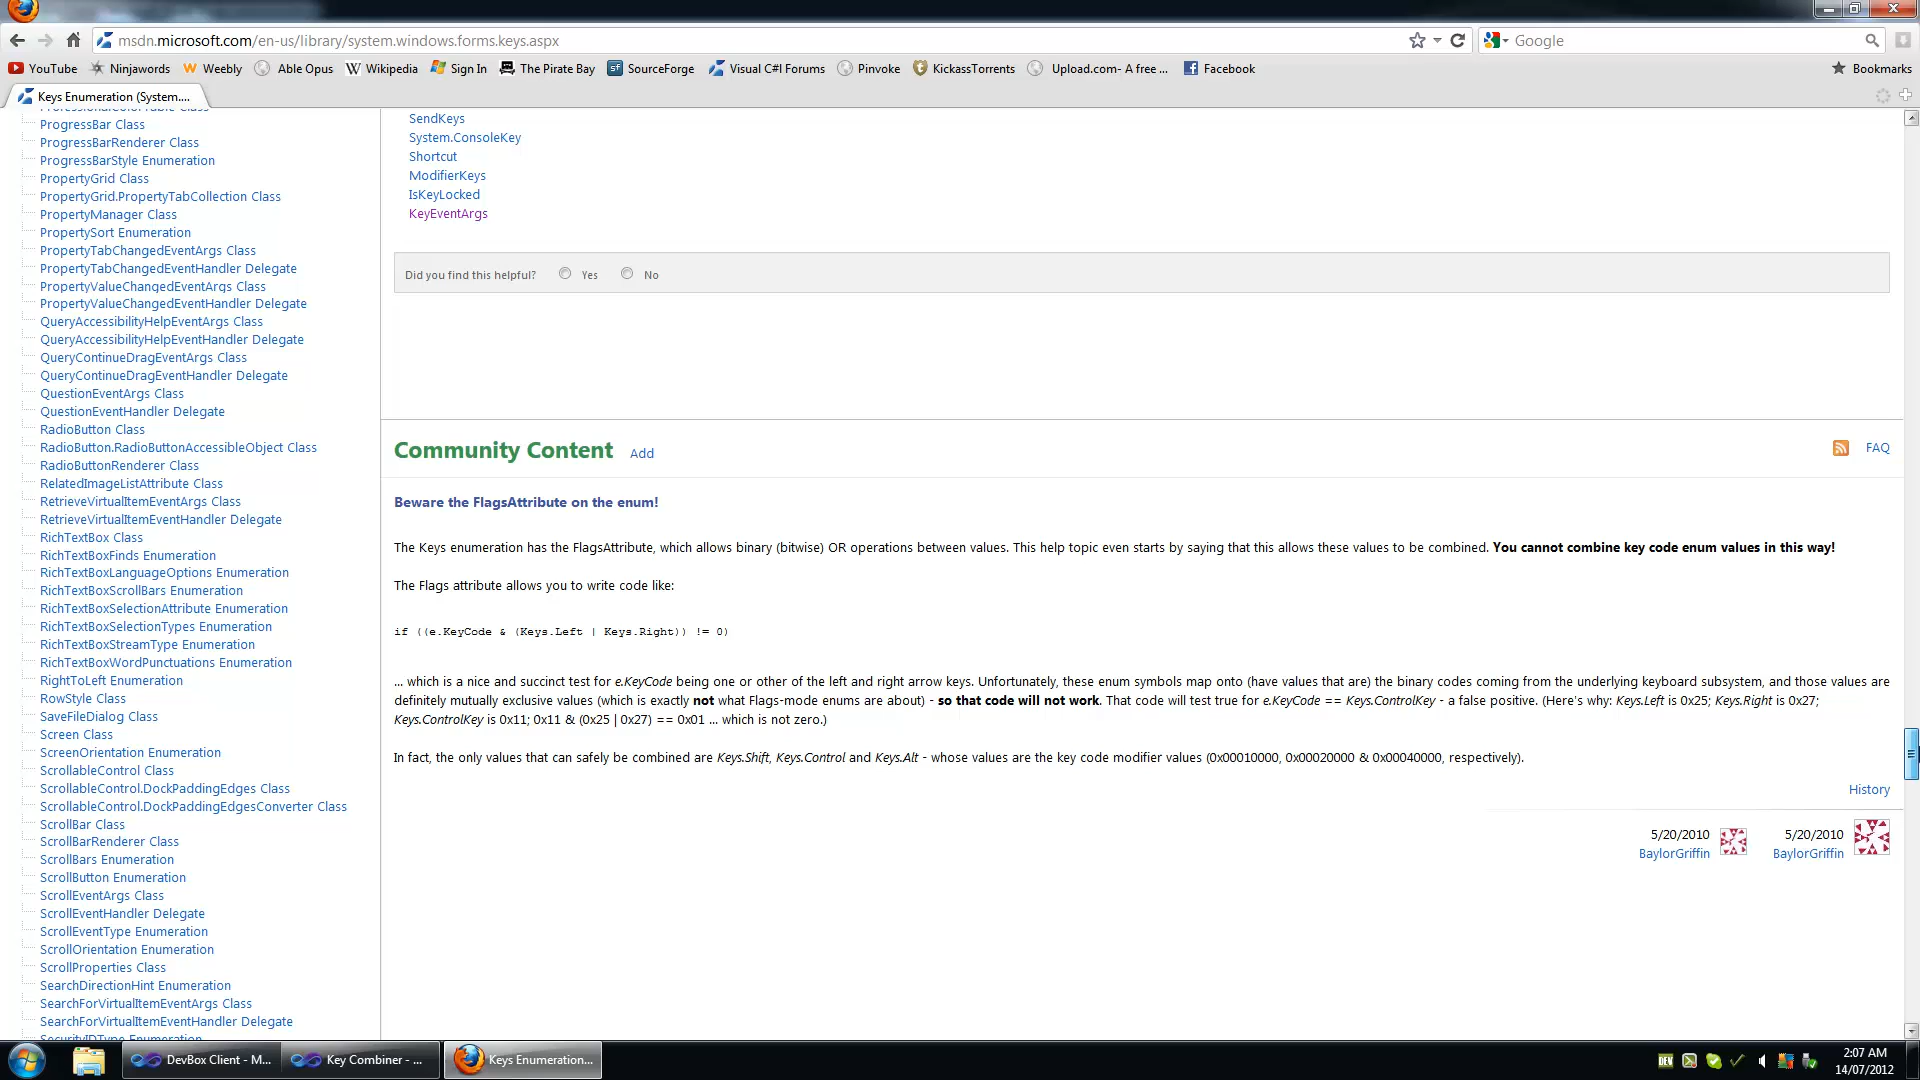 msdn.microsoft.com/en-us/library/system.windows.forms.keys.aspx
Google
YouTube
Ninjawords
Weebly
Able Opus
Wikipedia
Sign In
The Pirate Bay
SourceForge
Visual C#I Forums
Pinvoke
KickassTorrents
Upload.com- A free ...
Facebook
Bookmarks
Keys Enumeration (System....
ProgressBar Class
ProgressBarRenderer Class
ProgressBarStyle Enumeration
PropertyGrid Class
PropertyGrid.PropertyTabCollection Class
PropertyManager Class
PropertySort Enumeration
PropertyTabChangedEventArgs Class
PropertyTabChangedEventHandler Delegate
PropertyValueChangedEventArgs Class
PropertyValueChangedEventHandler Delegate
QueryAccessibilityHelpEventArgs Class
QueryAccessibilityHelpEventHandler Delegate
QueryContinueDragEventArgs Class
QueryContinueDragEventHandler Delegate
QuestionEventArgs Class
QuestionEventHandler Delegate
RadioButton Class
RadioButton.RadioButtonAccessibleObject Class
RadioButtonRenderer Class
RelatedImageListAttribute Class
RetrieveVirtualItemEventArgs Class
RetrieveVirtualItemEventHandler Delegate
RichTextBox Class
RichTextBoxFinds Enumeration
RichTextBoxLanguageOptions Enumeration
RichTextBoxScrollBars Enumeration
RichTextBoxSelectionAttribute Enumeration
RichTextBoxSelectionTypes Enumeration
RichTextBoxStreamType Enumeration
RichTextBoxWordPunctuations Enumeration
RightToLeft Enumeration
RowStyle Class
SaveFileDialog Class
Screen Class
ScreenOrientation Enumeration
ScrollableControl Class
ScrollableControl.DockPaddingEdges Class
ScrollableControl.DockPaddingEdgesConverter Class
ScrollBar Class
ScrollBarRenderer Class
ScrollBars Enumeration
ScrollButton Enumeration
ScrollEventArgs Class
ScrollEventHandler Delegate
ScrollEventType Enumeration
ScrollOrientation Enumeration
ScrollProperties Class
SearchDirectionHint Enumeration
SearchForVirtualItemEventArgs Class
SearchForVirtualItemEventHandler Delegate
SendKeys
System.ConsoleKey
Shortcut
ModifierKeys
IsKeyLocked
KeyEventArgs
Did you find this helpful? Yes No
Community Content Add
FAQ
Beware the FlagsAttribute on the enum!
The Keys enumeration has the FlagsAttribute, which allows binary (bitwise) OR operations between values. This help topic even starts by saying that this allows these values to be combined. You cannot combine key code enum values in this way!
The Flags attribute allows you to write code like:
if ((e.KeyCode & (Keys.Left | Keys.Right)) != 0)
... which is a nice and succinct test for e.KeyCode being one or other of the left and right arrow keys. Unfortunately, these enum symbols map onto (have values that are) the binary codes coming from the underlying keyboard subsystem, and those values are
definitely mutually exclusive values (which is exactly not what Flags-mode enums are about) - so that code will not work. That code will test true for e.KeyCode == Keys.ControlKey - a false positive. (Here's why: Keys.Left is 0x25; Keys.Right is 0x27;
Keys.ControlKey is 0x11; 0x11 & (0x25 | 0x27) == 0x01 ... which is not zero.)
In fact, the only values that can safely be combined are Keys.Shift, Keys.Control and Keys.Alt - whose values are the key code modifier values (0x00010000, 0x00020000 & 0x00040000, respectively).
History
5/20/2010
BaylorGriffin
5/20/2010
BaylorGriffin
DevBox Client - M...
Key Combiner - ...
Keys Enumeration...
DEV
2:07 AM
14/07/2012